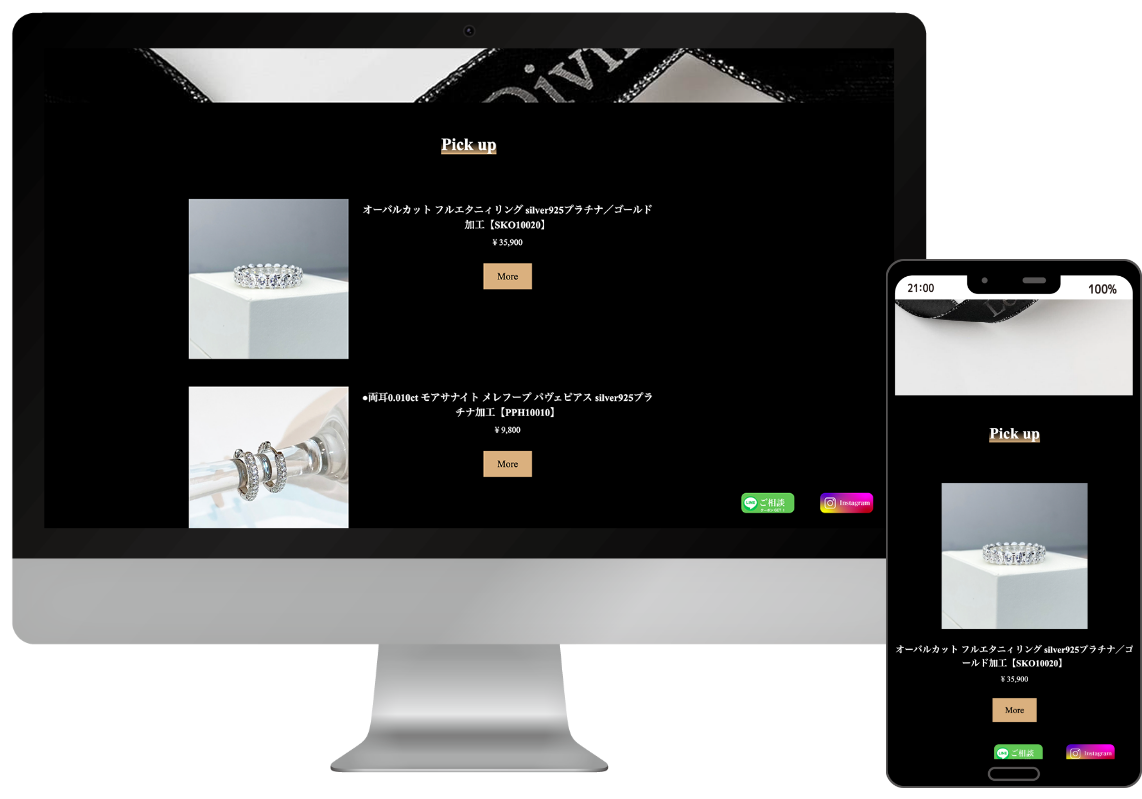 Divin
Pick up
オーバルカット フルエタニィリング silver925プラチナ／ゴールド
加工【SKO10020】
¥ 35,900
More
●両耳0.010ct モアサナイト メレフープ パヴェピアス silver925プラ
チナ加工【PPH10010】
¥ 9,800
More
LINE ご相談
Instagram
21:00
100%
Pick up
オーバルカット フルエタニィリング silver925プラチナ／ゴ
ールド加工【SKO10020】
¥ 35,900
More
LINE ご相談
Instagram